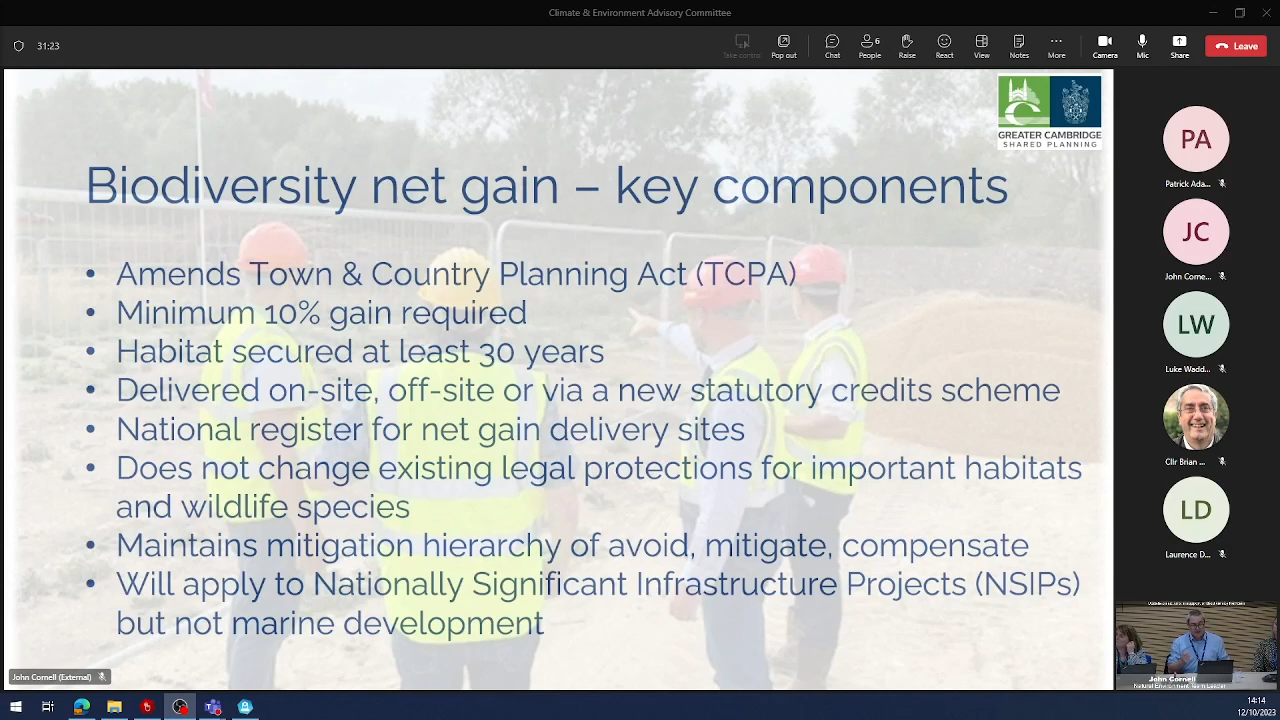 Climate & Environment Advisory Committee
31:23
Take control
Pop out
Chat
6
People
Raise
React
View
Notes
More
Camera
Mic
Share
Leave
GREATER CAMBRIDGE
SHARED PLANNING
Biodiversity net gain – key components
• Amends Town & Country Planning Act (TCPA)
• Minimum 10% gain required
• Habitat secured at least 30 years
• Delivered on-site, off-site or via a new statutory credits scheme
• National register for net gain delivery sites
• Does not change existing legal protections for important habitats
and wildlife species
• Maintains mitigation hierarchy of avoid, mitigate, compensate
• Will apply to Nationally Significant Infrastructure Projects (NSIPs)
but not marine development
John Cornell (External)
PA
Patrick Ada...
JC
John Corne...
LW
Luke Wadd...
Cllr Brian ...
LD
Laurence D...
John Cornell
Natural Environment Team Leader
14:14
12/10/2023